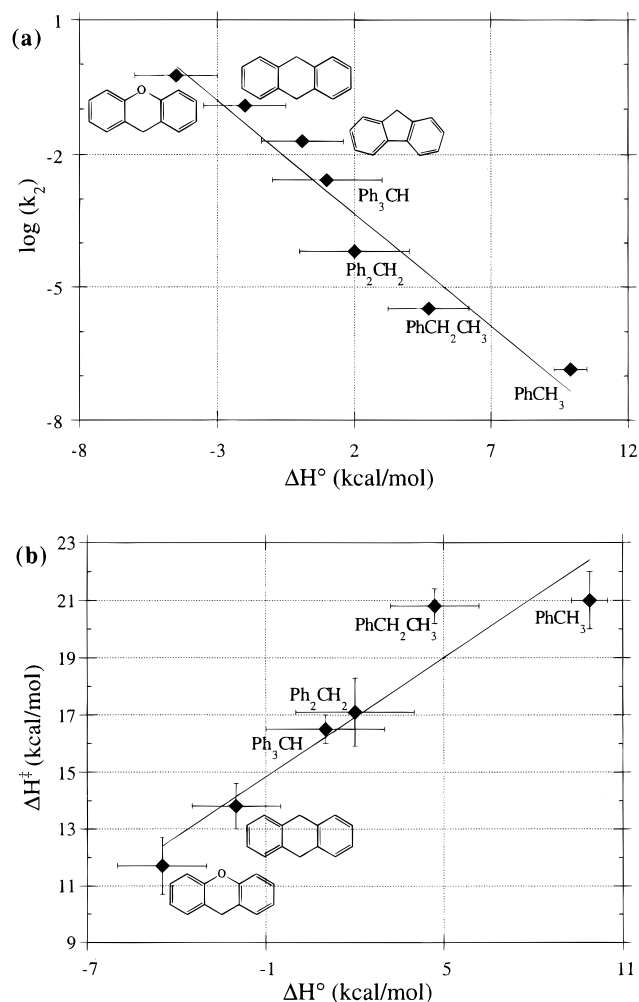 (a)
1
O
log (k₂)
-2
Ph₃CH
Ph₂CH₂
-5
PhCH₂CH₃
PhCH₃
-8
-8 -3 2 7 12
ΔH° (kcal/mol)
(b)
23
21
PhCH₂CH₃ PhCH₃
19
ΔH‡ (kcal/mol)
Ph₂CH₂
17
Ph₃CH
15
13
O
11
9
-7 -1 5 11
ΔH° (kcal/mol)